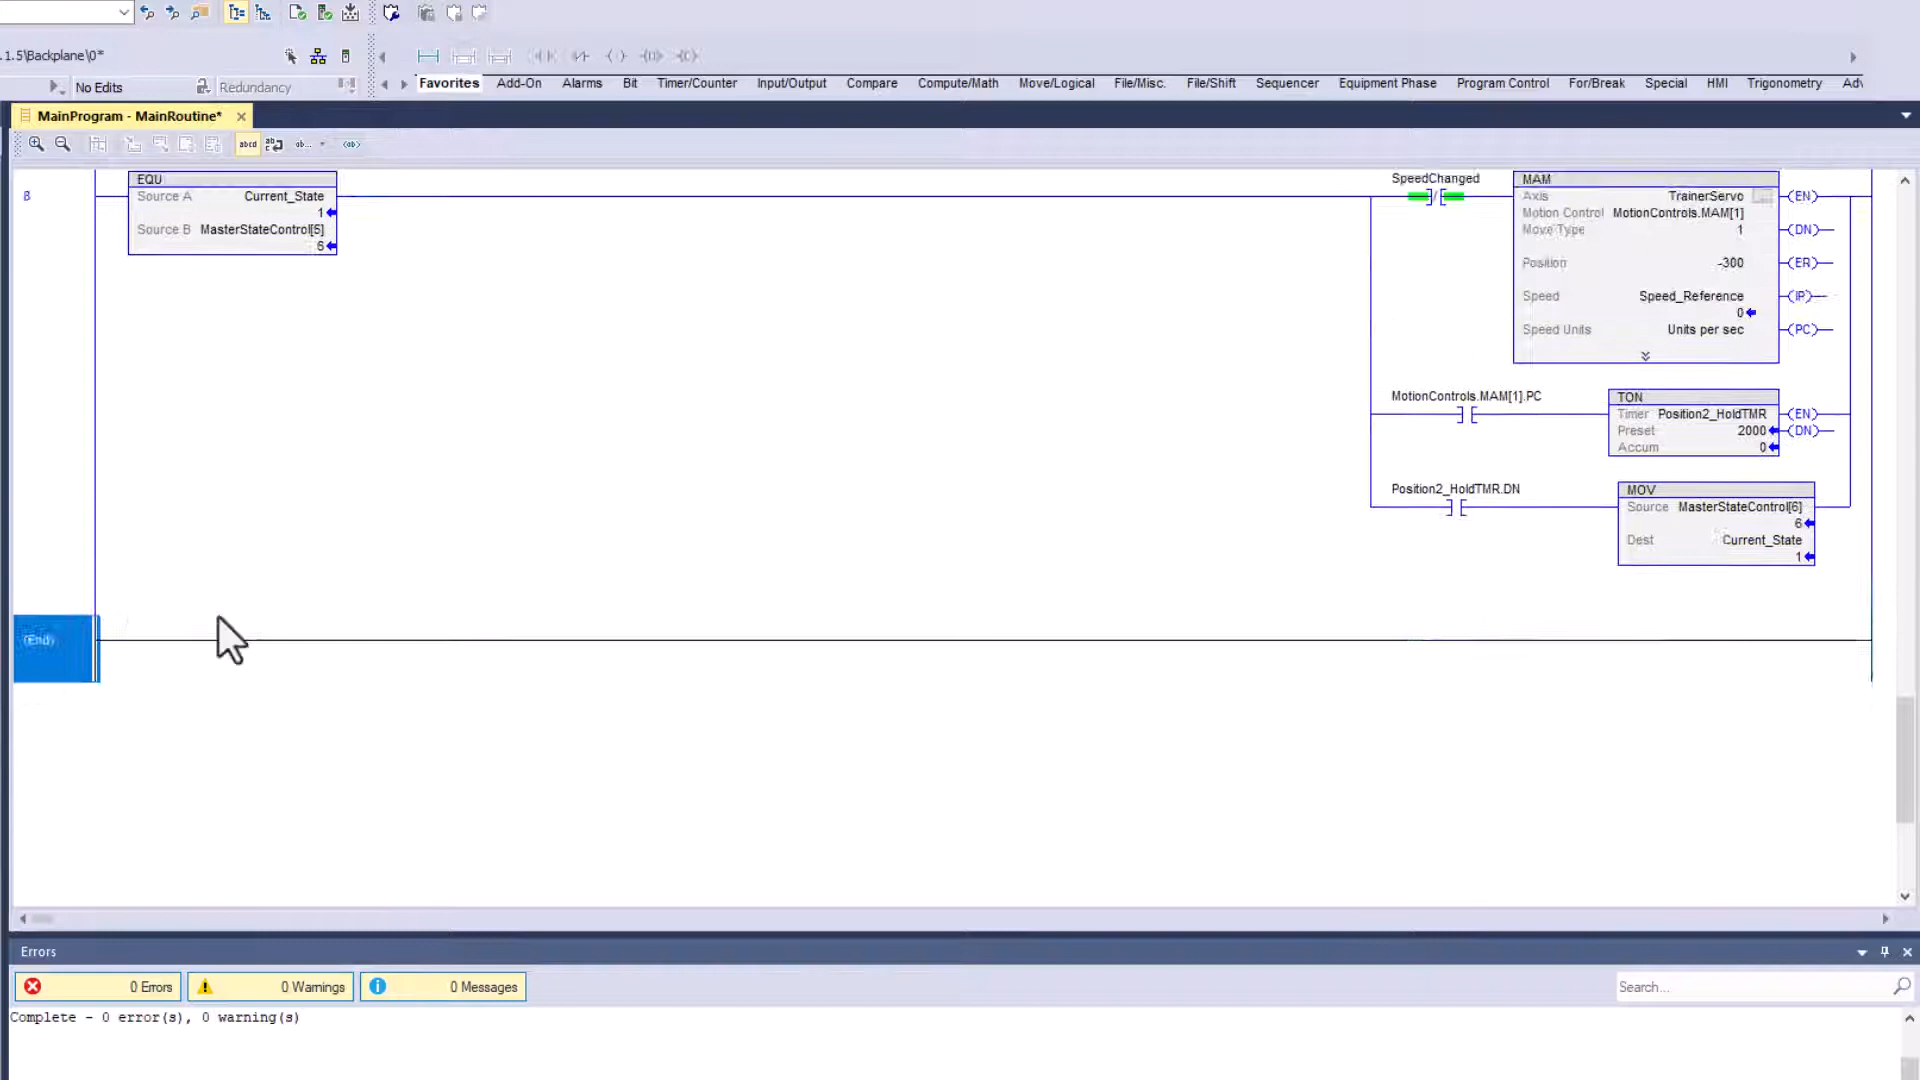 .1.5\Backplane\0*
No Edits
Redundancy
Favorites Add-On Alarms Bit Timer/Counter Input/Output Compare Compute/Math Move/Logical File/Misc. File/Shift Sequencer Equipment Phase Program Control For/Break Special HMI Trigonometry Adv
MainProgram - MainRoutine*
abcd
ab...
<ab>
8
EQU
Source A Current_State
1
Source B MasterStateControl[5]
6
SpeedChanged
MAM
Axis TrainerServo
Motion Control MotionControls.MAM[1]
Move Type 1
Position -300
Speed Speed_Reference
0
Speed Units Units per sec
(EN)
(DN)
(ER)
(IP)
(PC)
MotionControls.MAM[1].PC
TON
Timer Position2_HoldTMR
Preset 2000
Accum 0
(EN)
(DN)
Position2_HoldTMR.DN
MOV
Source MasterStateControl[6]
6
Dest Current_State
1
(End)
Errors
0 Errors
0 Warnings
0 Messages
Search...
Complete - 0 error(s), 0 warning(s)